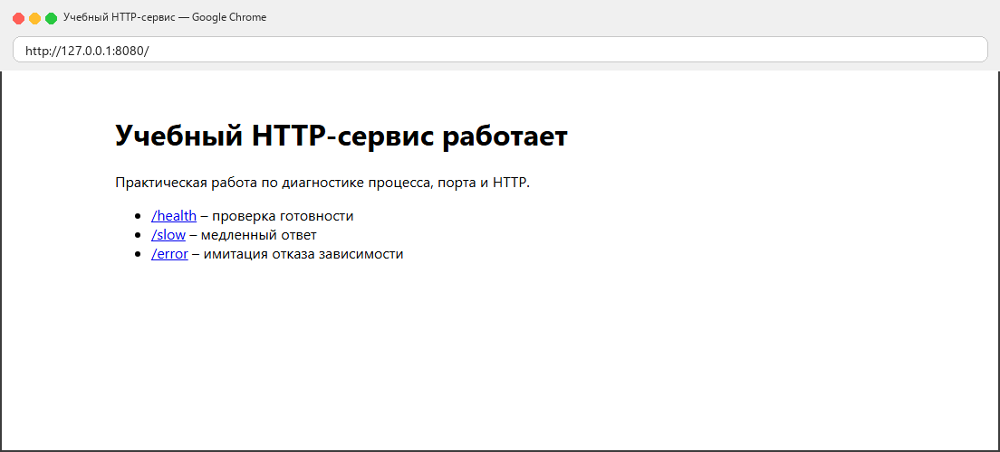 Учебный HTTP-сервис — Google Chrome
http://127.0.0.1:8080/
Учебный HTTP-сервис работает
Практическая работа по диагностике процесса, порта и HTTP.
/health – проверка готовности
/slow – медленный ответ
/error – имитация отказа зависимости